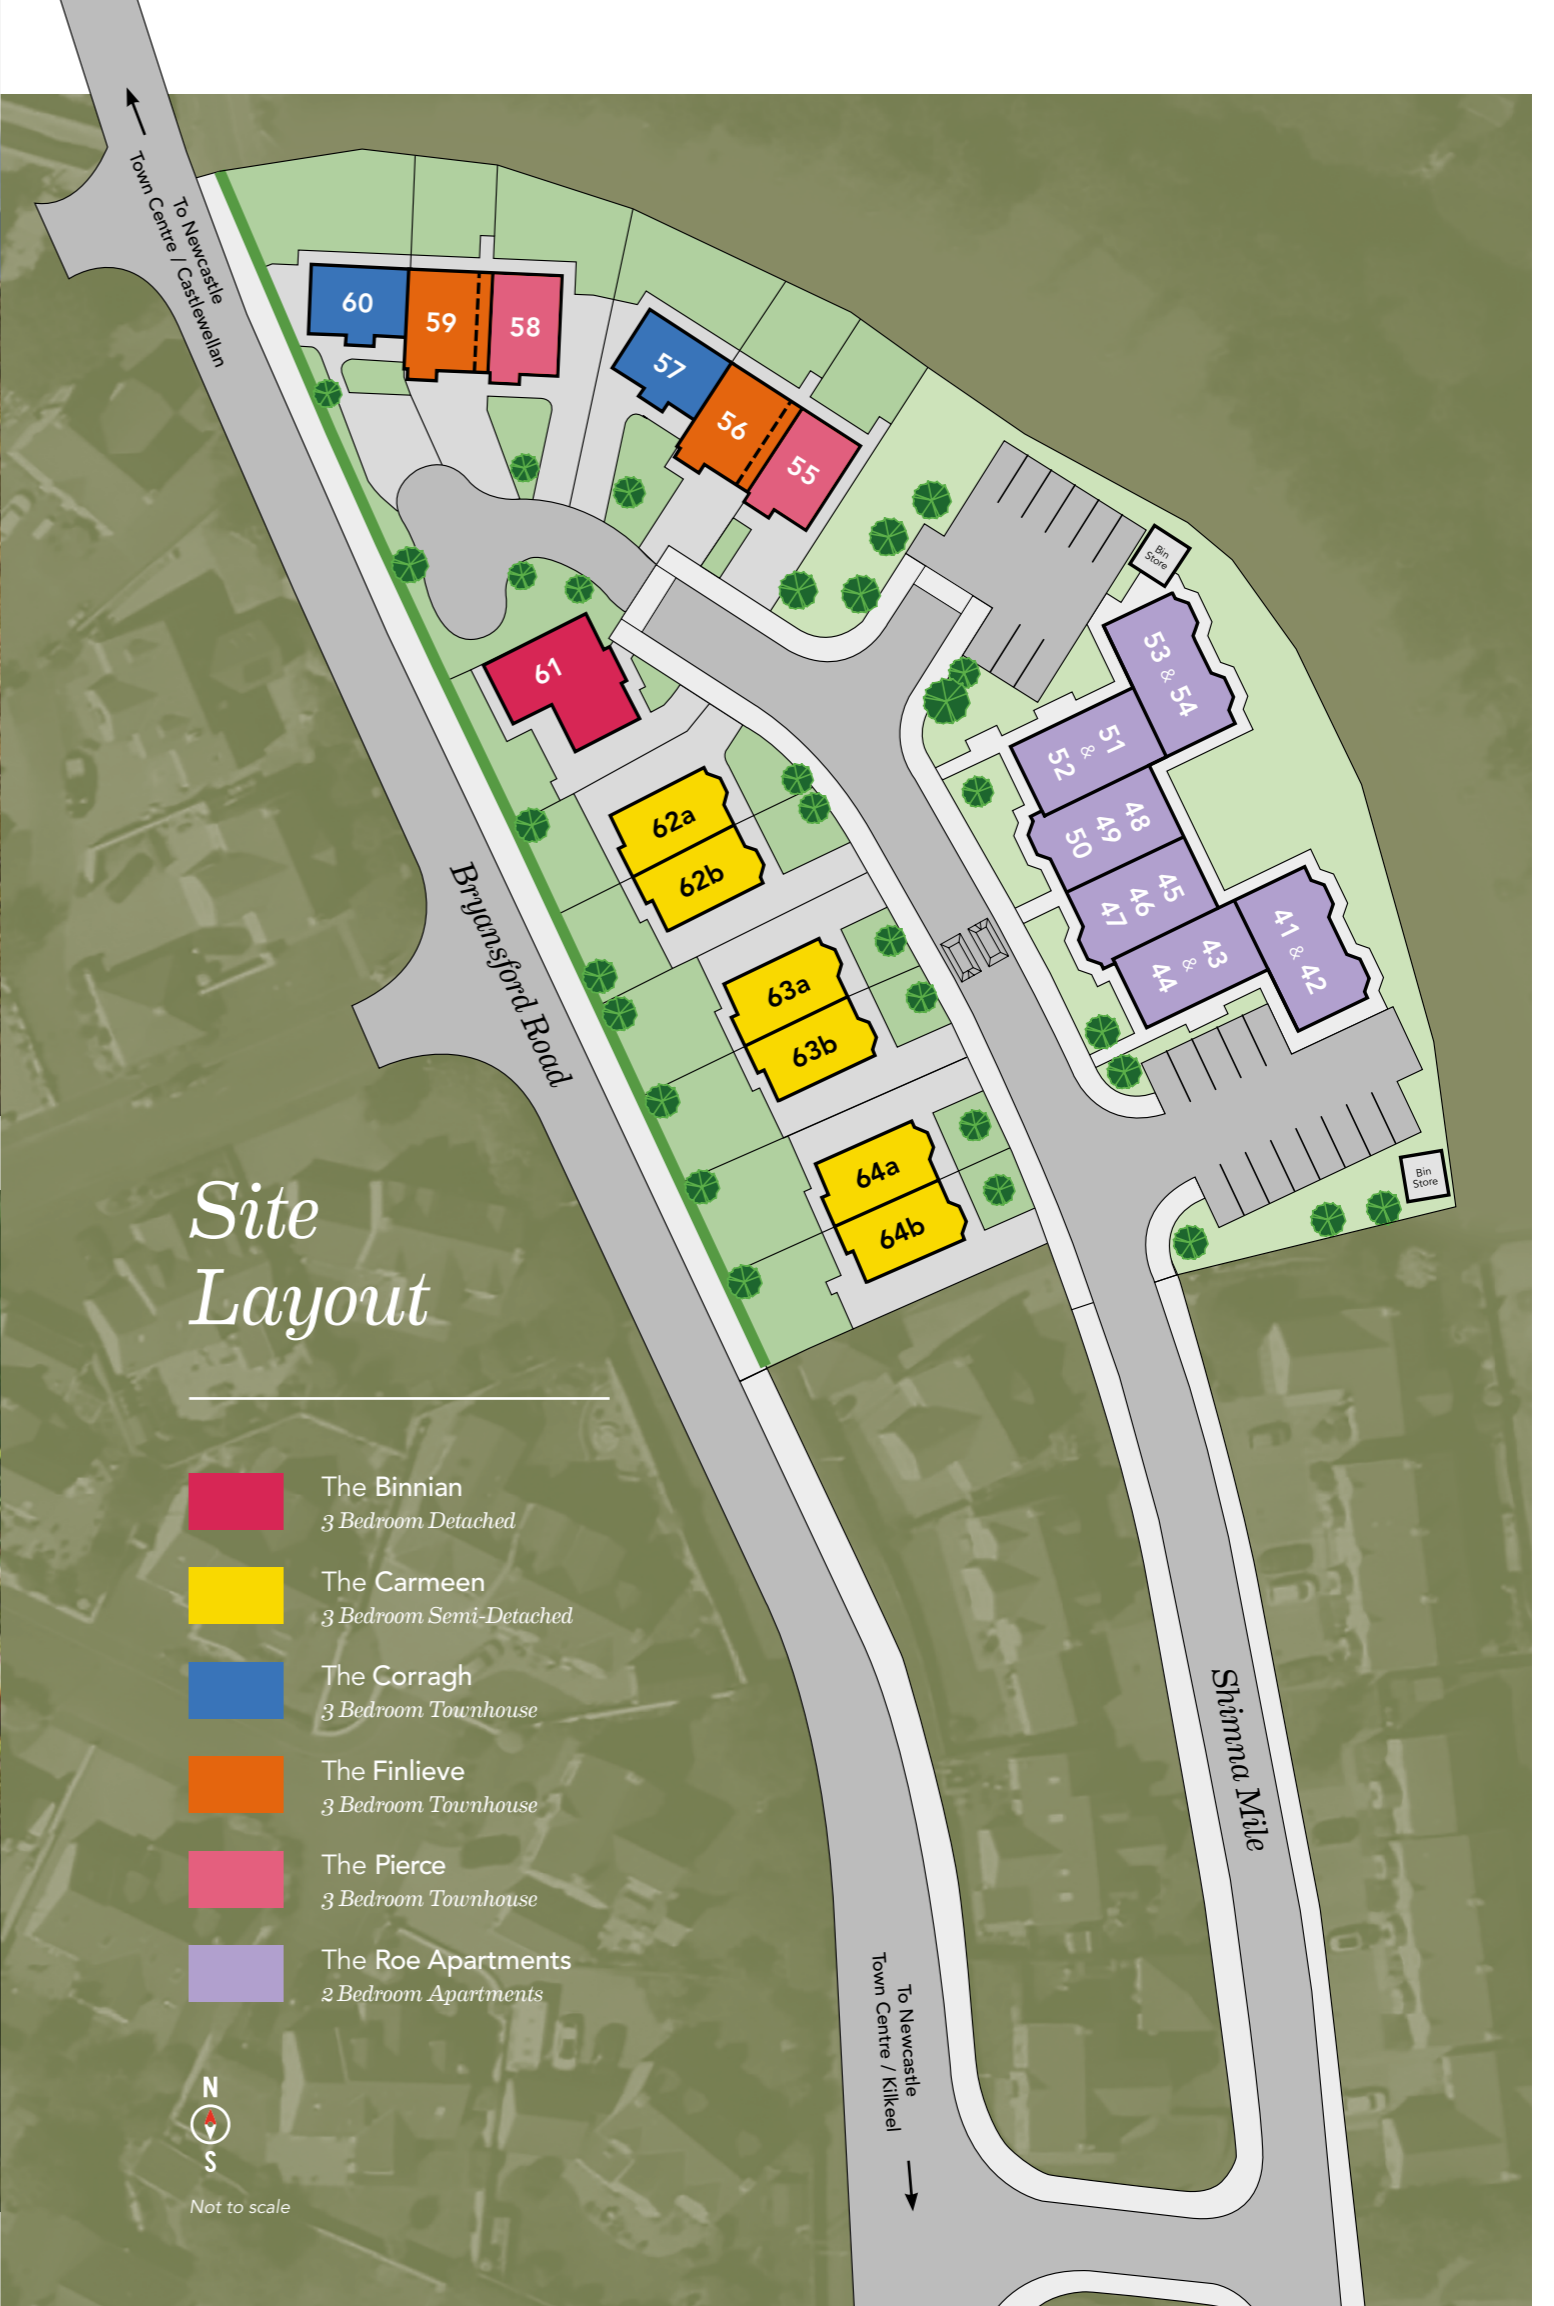 To Newcastle
Town Centre / Castlewellan
60
59
58
57
56
55
Bin
Store
53 & 54
61
51
&
52
62a
62b
48
49
50
45
46
47
41 & 42
43
&
44
63a
63b
Bryansford Road
64a
64b
Bin
Store
Site
Layout
The Binnian
3 Bedroom Detached
The Carmeen
3 Bedroom Semi-Detached
The Corragh
3 Bedroom Townhouse
The Finlieve
3 Bedroom Townhouse
The Pierce
3 Bedroom Townhouse
The Roe Apartments
2 Bedroom Apartments
Shimna Mile
To Newcastle
Town Centre / Kilkeel
N
S
Not to scale